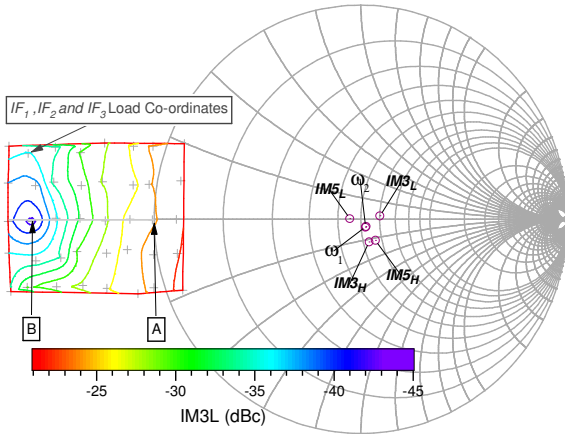 IF1 ,IF2 and IF3 Load Co-ordinates
ω2
IM5L
IM3L
ω1
IM3H
IM5H
B
A
-25
-30
-35
-40
-45
IM3L (dBc)